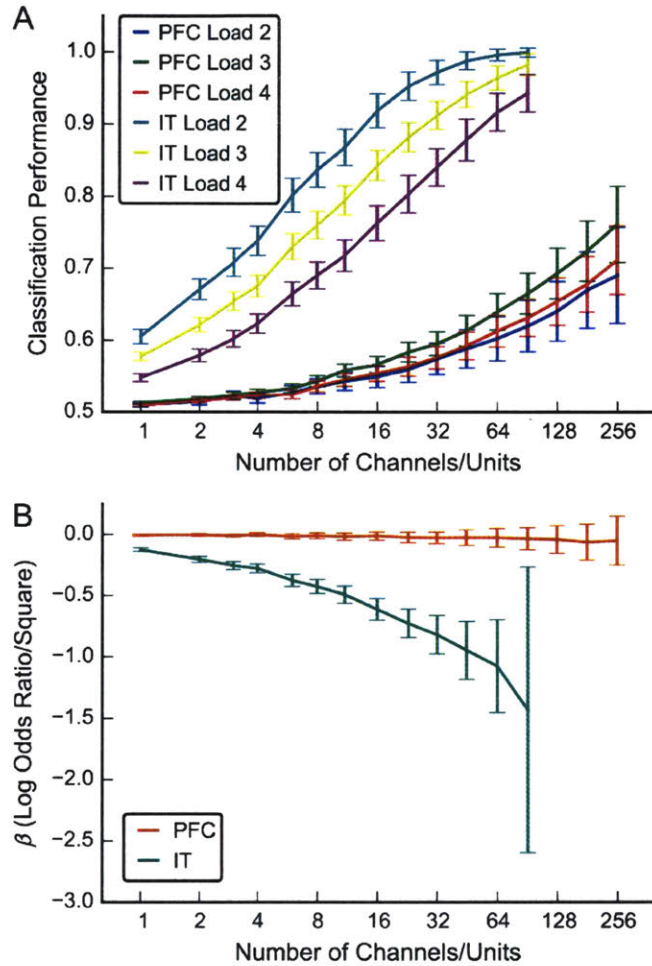 A
PFC Load 2
PFC Load 3
PFC Load 4
IT Load 2
IT Load 3
IT Load 4
Classification Performance
1.0
0.9
0.8
0.7
0.6
0.5
1 2 4 8 16 32 64 128 256
Number of Channels/Units
B
β (Log Odds Ratio/Square)
0.0
−0.5
−1.0
−1.5
−2.0
−2.5
−3.0
PFC
IT
1 2 4 8 16 32 64 128 256
Number of Channels/Units